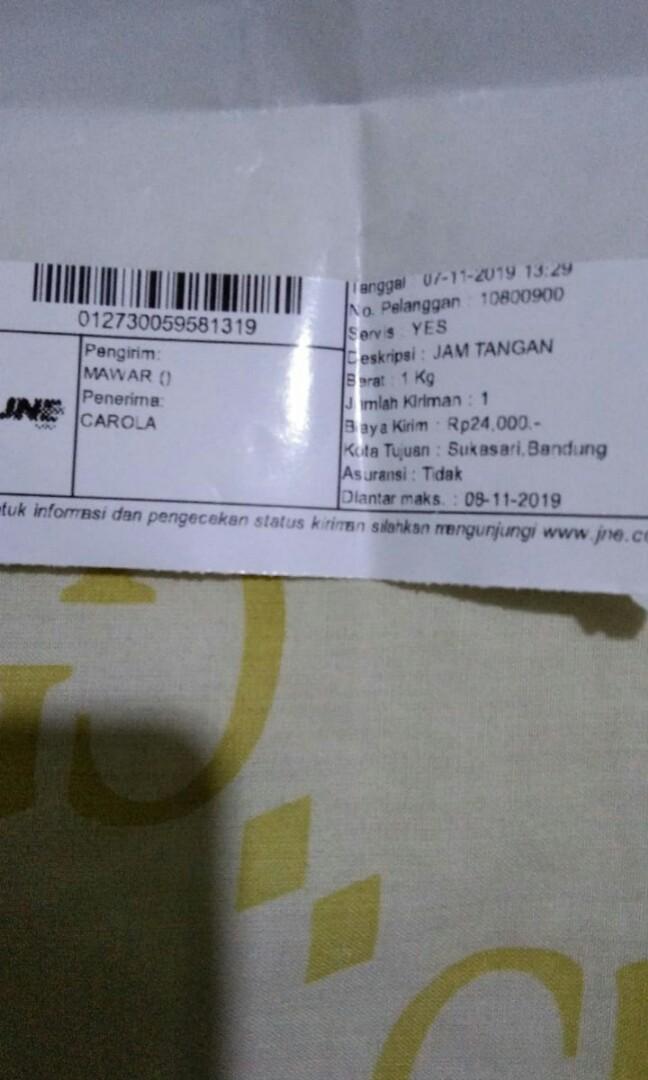 012730059581319
JNE
Pengirim:
MAWAR ()
Penerima:
CAROLA
Tanggal : 07-11-2019 13:29
No. Pelanggan : 10800900
Servis : YES
Deskripsi : JAM TANGAN
Berat : 1 Kg
Jumlah Kiriman : 1
Biaya Kirim : Rp24,000.-
Kota Tujuan : Sukasari,Bandung
Asuransi : Tidak
Diantar maks. : 08-11-2019
tuk informasi dan pengecekan status kiriman silahkan mengunjungi www.jne.co